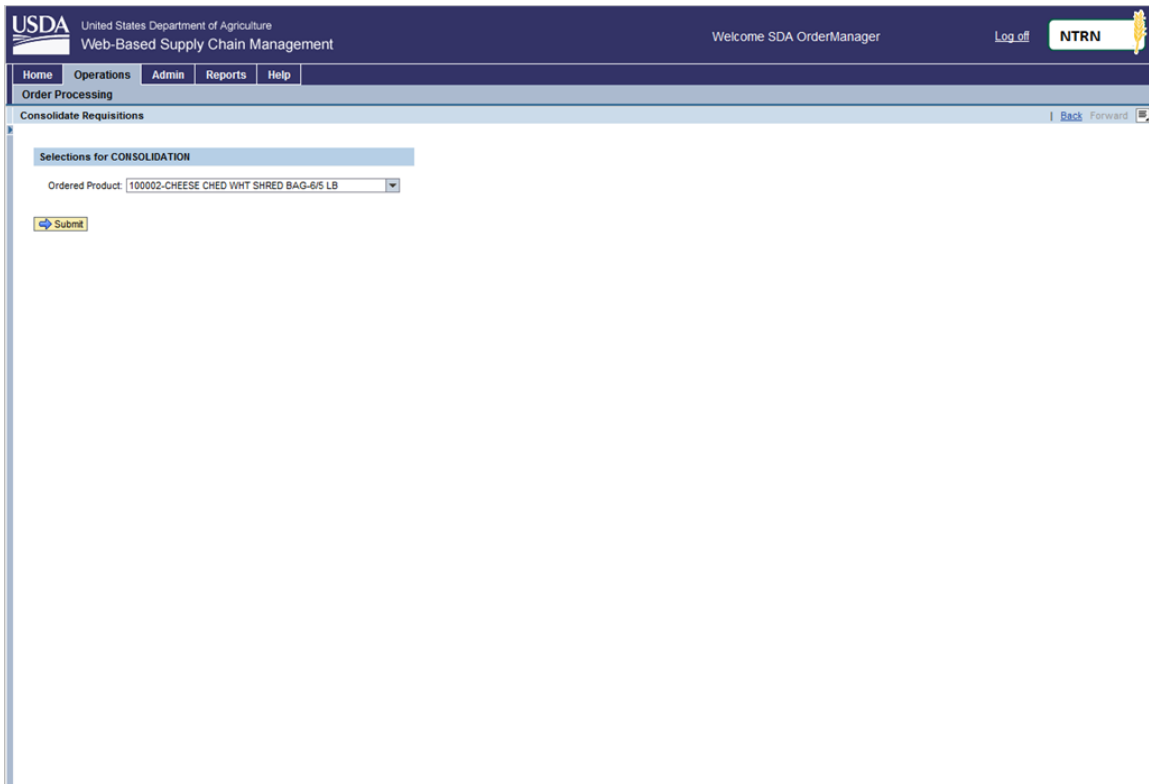 USDA United States Department of Agriculture
Web-Based Supply Chain Management
Welcome SDA OrderManager Log off NTRN
Home Operations Admin Reports Help
Order Processing
Consolidate Requisitions | Back Forward
Selections for CONSOLIDATION
Ordered Product: 100002-CHEESE CHED WHT SHRED BAG-6/5 LB
Submit